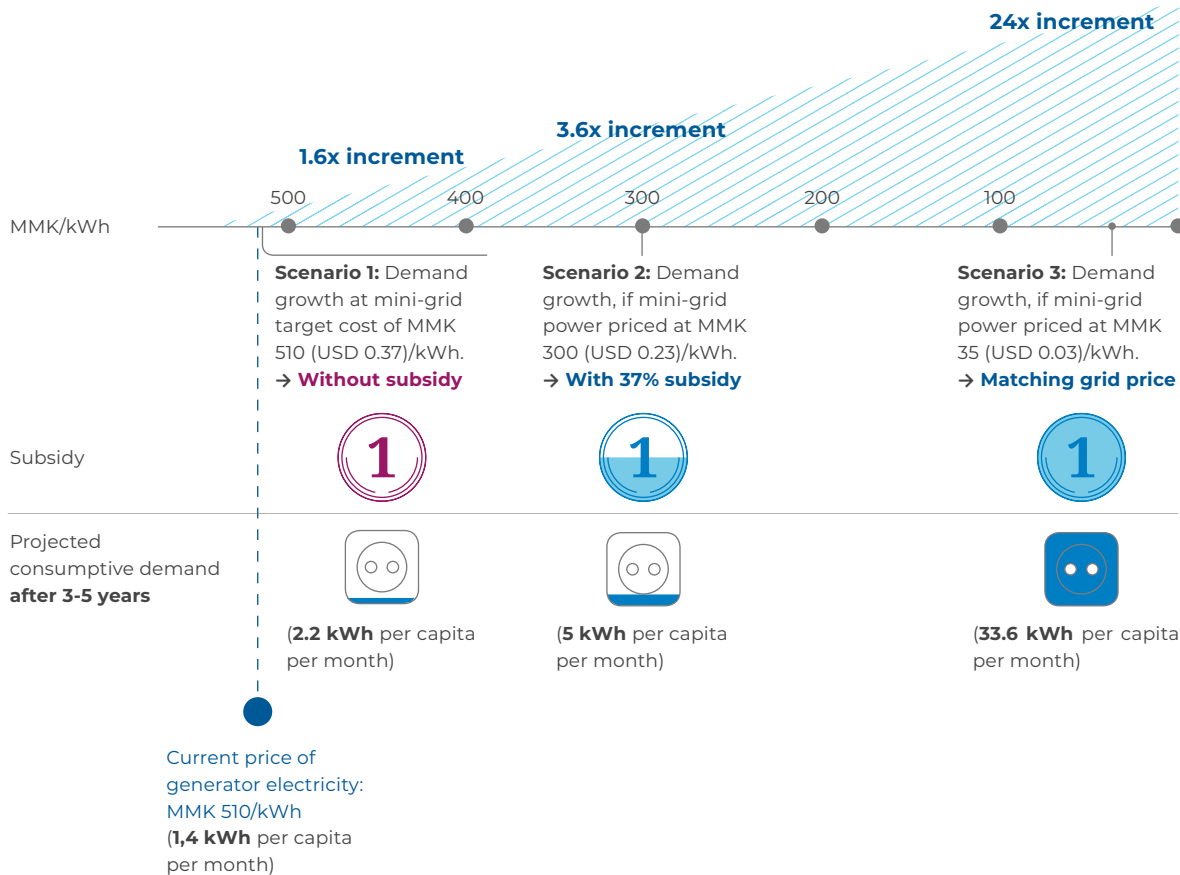 24x increment
3.6x increment
1.6x increment
500
400
300
200
100
MMK/kWh
Scenario 1: Demand
growth at mini-grid
target cost of MMK
510 (USD 0.37)/kWh.
→ Without subsidy
Scenario 2: Demand
growth, if mini-grid
power priced at MMK
300 (USD 0.23)/kWh.
→ With 37% subsidy
Scenario 3: Demand
growth, if mini-grid
power priced at MMK
35 (USD 0.03)/kWh.
→ Matching grid price
Subsidy
1
1
1
Projected
consumptive demand
after 3-5 years
(2.2 kWh per capita
per month)
(5 kWh per capita
per month)
(33.6 kWh per capita
per month)
Current price of
generator electricity:
MMK 510/kWh
(1,4 kWh per capita
per month)